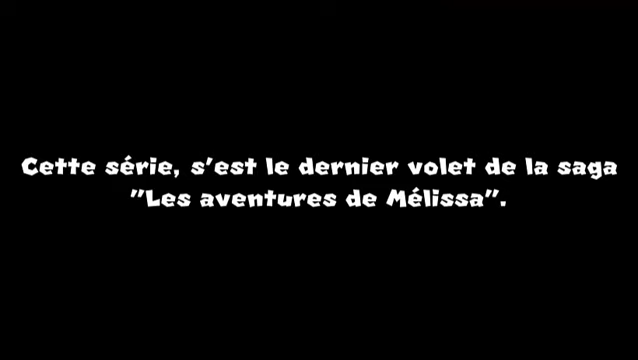 Cette série, s'est le dernier volet de la saga
"Les aventures de Mélissa".